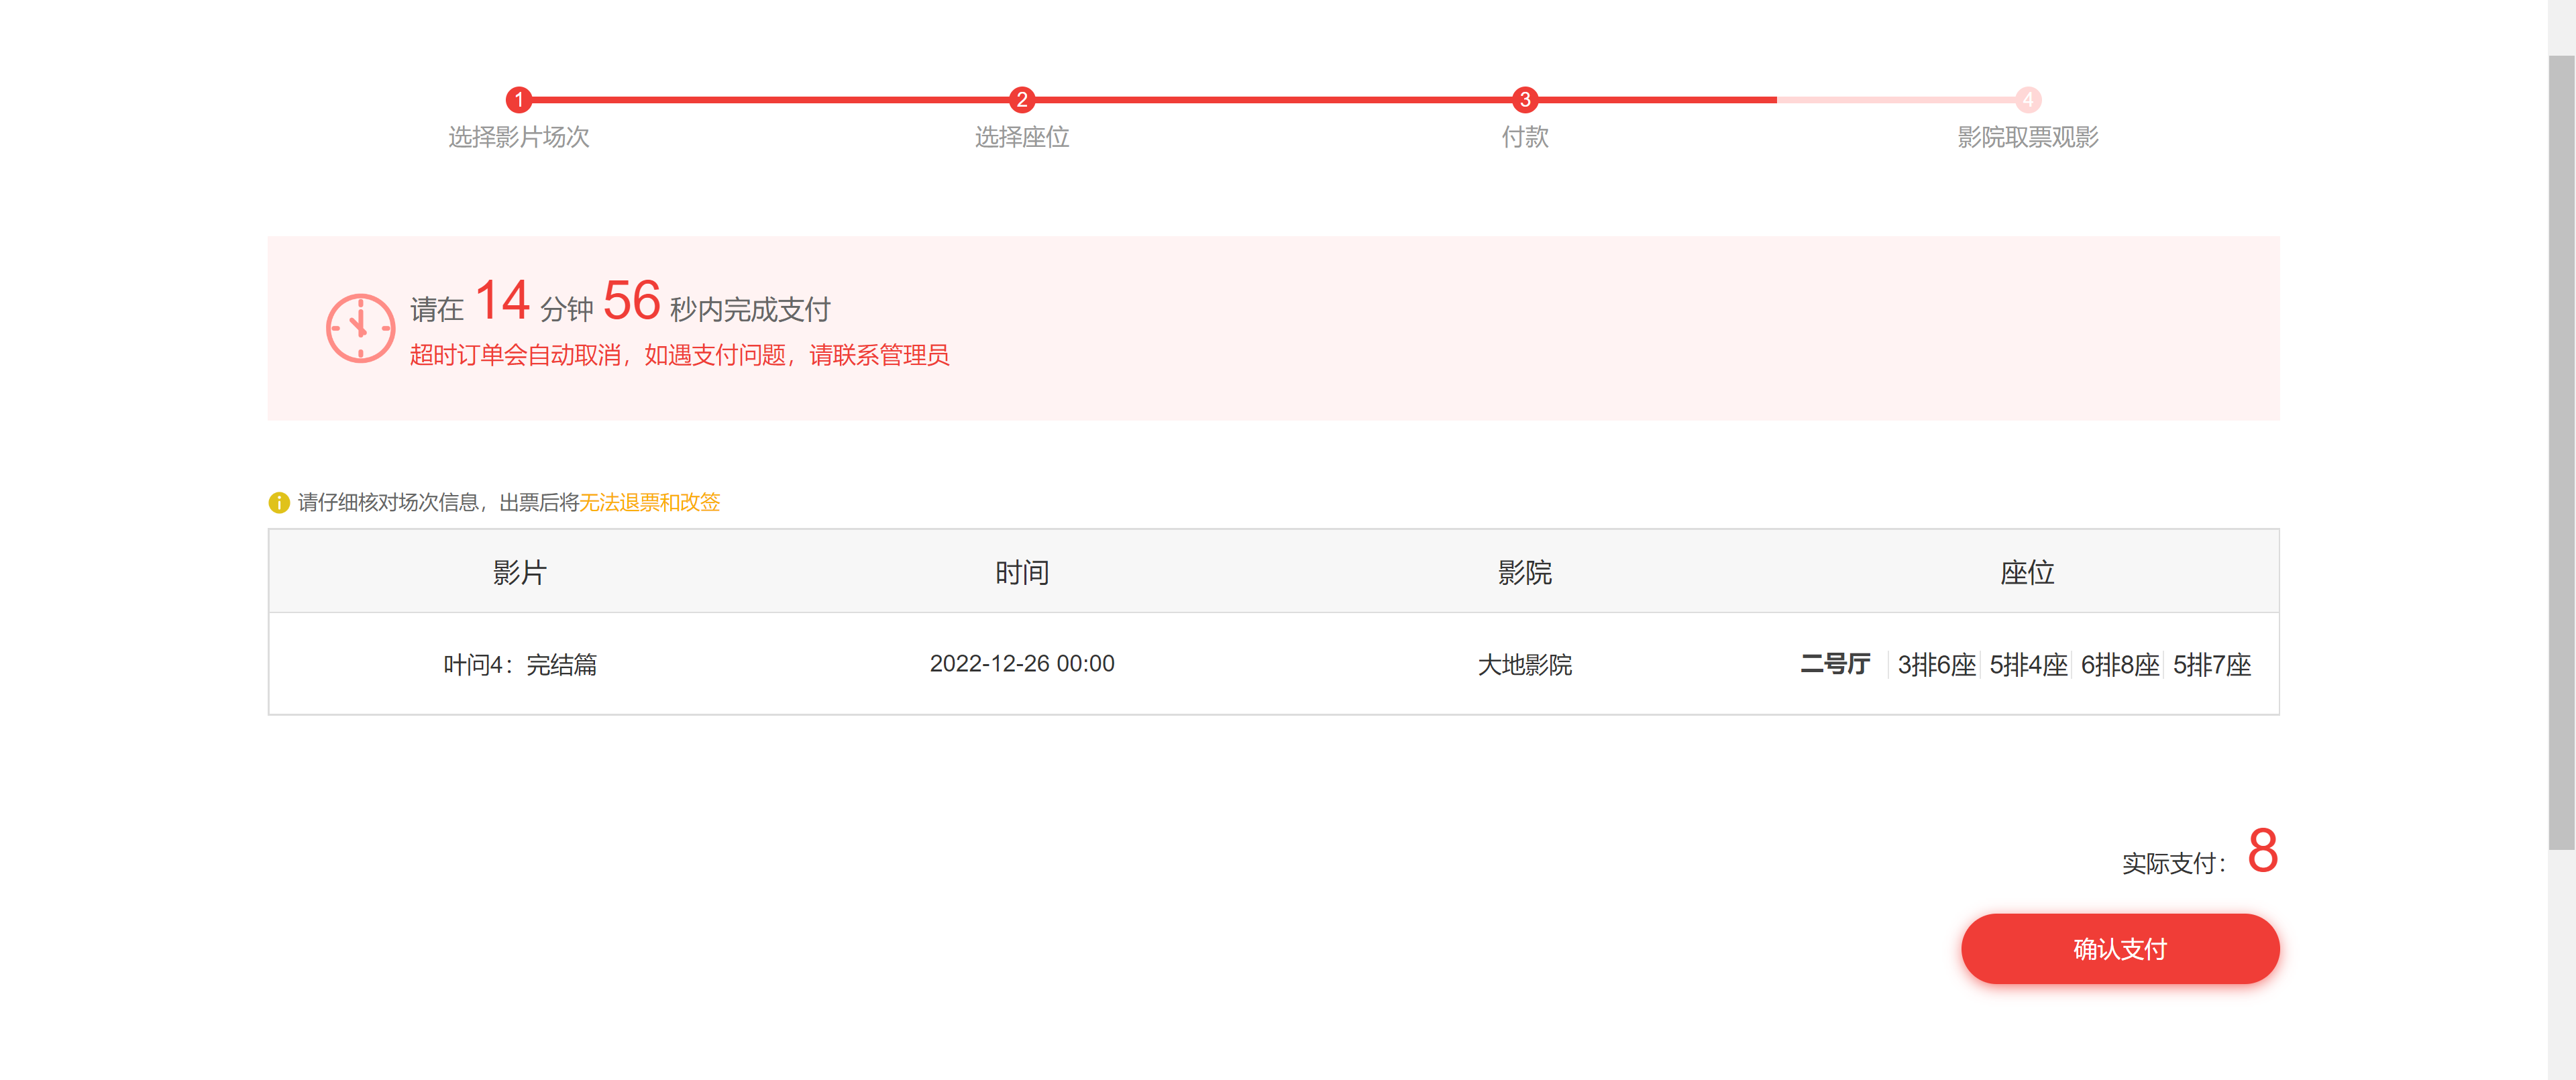 1 2 3 4
选择影片场次 选择座位 付款 影院取票观影
请在 14 分钟 56 秒内完成支付
超时订单会自动取消，如遇支付问题，请联系管理员
请仔细核对场次信息，出票后将无法退票和改签
影片 时间 影院 座位
叶问4：完结篇 2022-12-26 00:00 大地影院 二号厅 3排6座 5排4座 6排8座 5排7座
实际支付： 8
确认支付